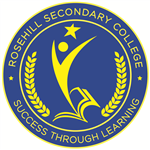 ROSEHILL SECONDARY COLLEGE
SUCCESS THROUGH LEARNING